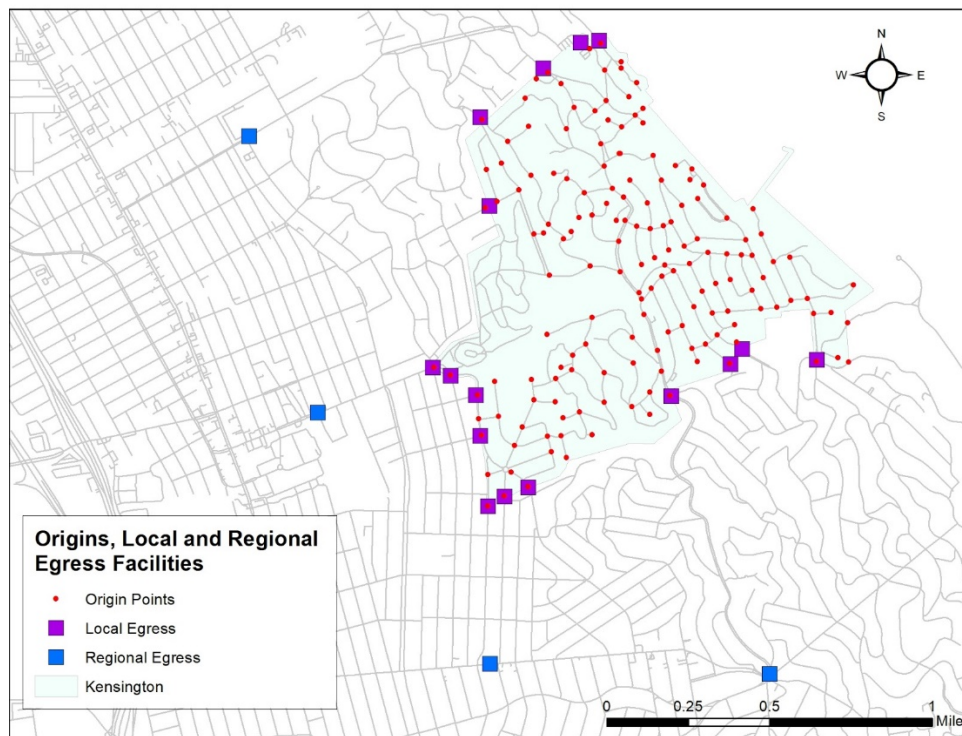 N
W E
S
Origins, Local and Regional
Egress Facilities
Origin Points
Local Egress
Regional Egress
Kensington
0 0.25 0.5 1
Mile